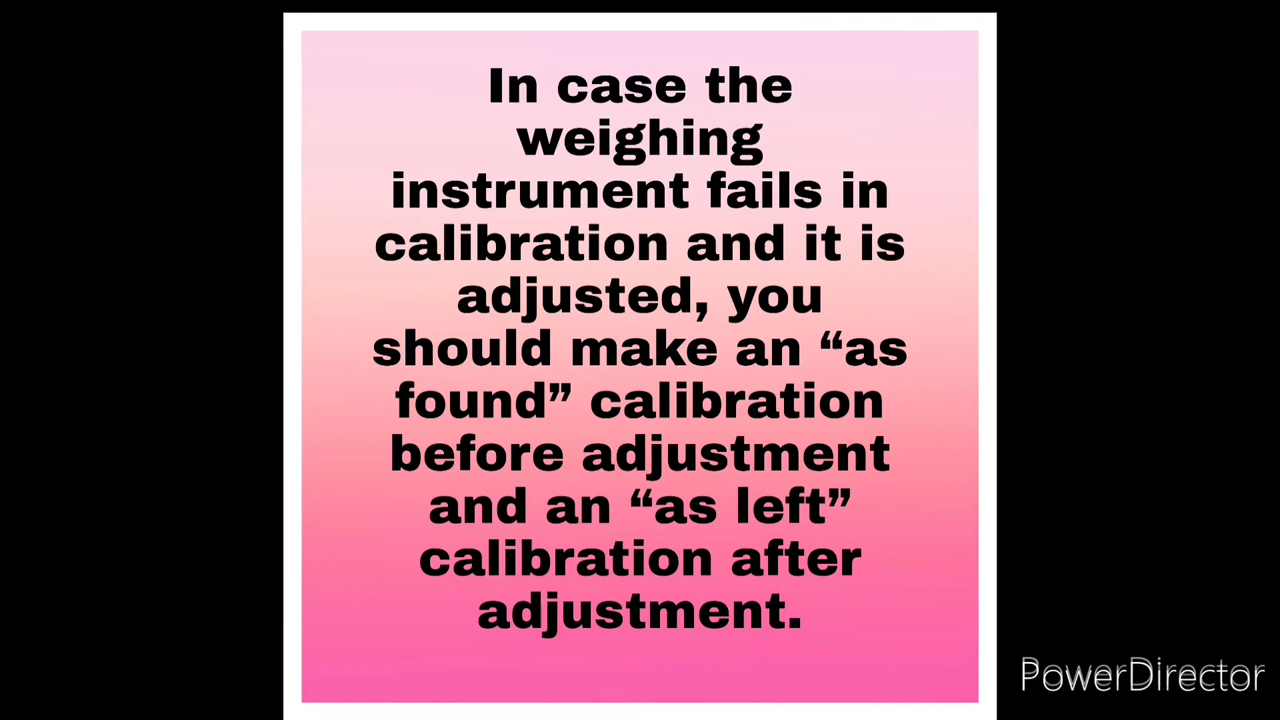 In case the
weighing
instrument fails in
calibration and it is
adjusted, you
should make an “as
found” calibration
before adjustment
and an “as left”
calibration after
adjustment.
PowerDirector